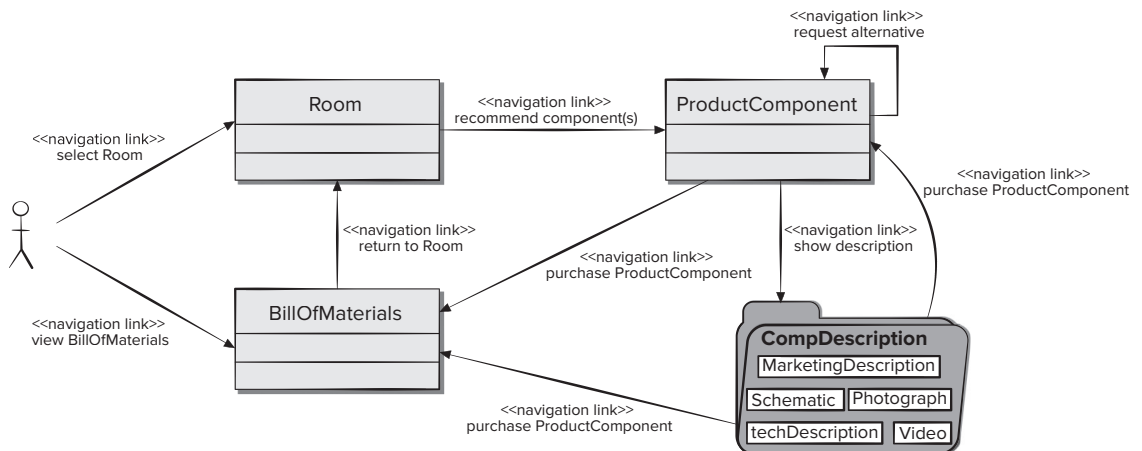 <<navigation link>>
request alternative
Room
<<navigation link>>
recommend component(s)
ProductComponent
<<navigation link>>
select Room
<<navigation link>>
purchase ProductComponent
<<navigation link>>
return to Room
<<navigation link>>
show description
<<navigation link>>
purchase ProductComponent
BillOfMaterials
<<navigation link>>
view BillOfMaterials
CompDescription
MarketingDescription
Schematic
Photograph
techDescription
Video
<<navigation link>>
purchase ProductComponent